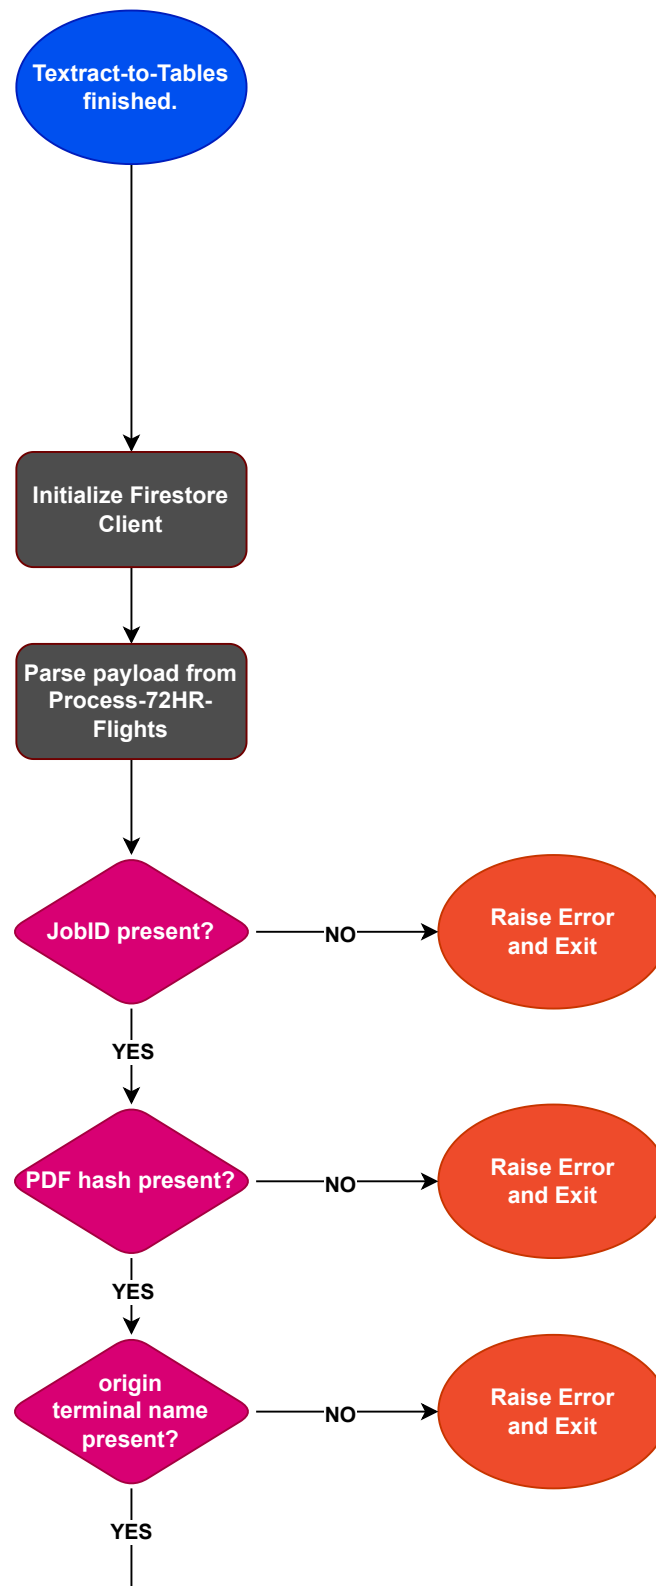 Textract-to-Tables
finished.
Initialize Firestore
Client
Parse payload from
Process-72HR-
Flights
JobID present?
NO
Raise Error
and Exit
YES
PDF hash present?
NO
Raise Error
and Exit
YES
origin
terminal name
present?
NO
Raise Error
and Exit
YES